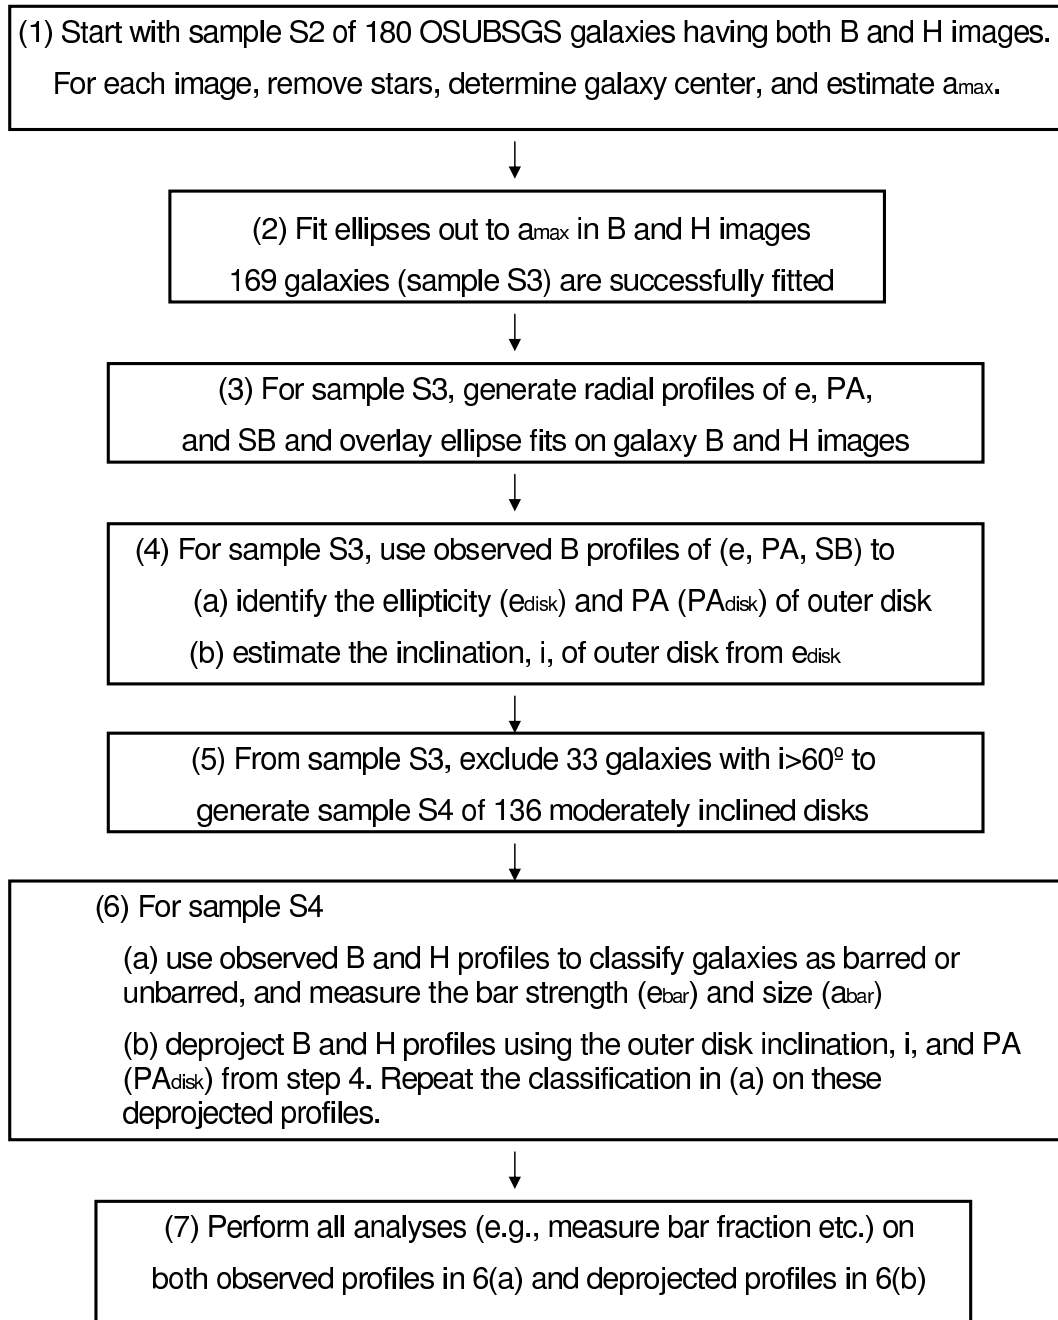 (1) Start with sample S2 of 180 OSUBSGS galaxies having both B and H images.
For each image, remove stars, determine galaxy center, and estimate amax.
(2) Fit ellipses out to amax in B and H images
169 galaxies (sample S3) are successfully fitted
(3) For sample S3, generate radial profiles of e, PA,
and SB and overlay ellipse fits on galaxy B and H images
(4) For sample S3, use observed B profiles of (e, PA, SB) to
(a) identify the ellipticity (edisk) and PA (PAdisk) of outer disk
(b) estimate the inclination, i, of outer disk from edisk
(5) From sample S3, exclude 33 galaxies with i>60º to
generate sample S4 of 136 moderately inclined disks
(6) For sample S4
(a) use observed B and H profiles to classify galaxies as barred or
unbarred, and measure the bar strength (ebar) and size (abar)
(b) deproject B and H profiles using the outer disk inclination, i, and PA
(PAdisk) from step 4. Repeat the classification in (a) on these
deprojected profiles.
(7) Perform all analyses (e.g., measure bar fraction etc.) on
both observed profiles in 6(a) and deprojected profiles in 6(b)